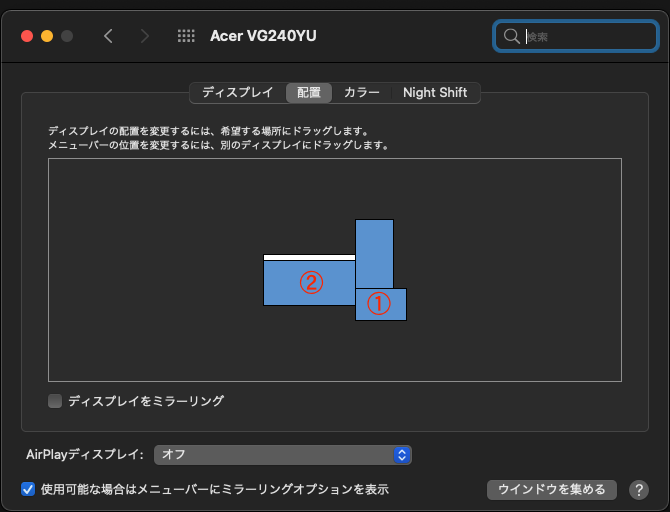 Acer VG240YU
検索
ディスプレイ 配置 カラー Night Shift
ディスプレイの配置を変更するには、希望する場所にドラッグします。
メニューバーの位置を変更するには、別のディスプレイにドラッグします。
②
①
ディスプレイをミラーリング
AirPlayディスプレイ: オフ
使用可能な場合はメニューバーにミラーリングオプションを表示
ウインドウを集める ?